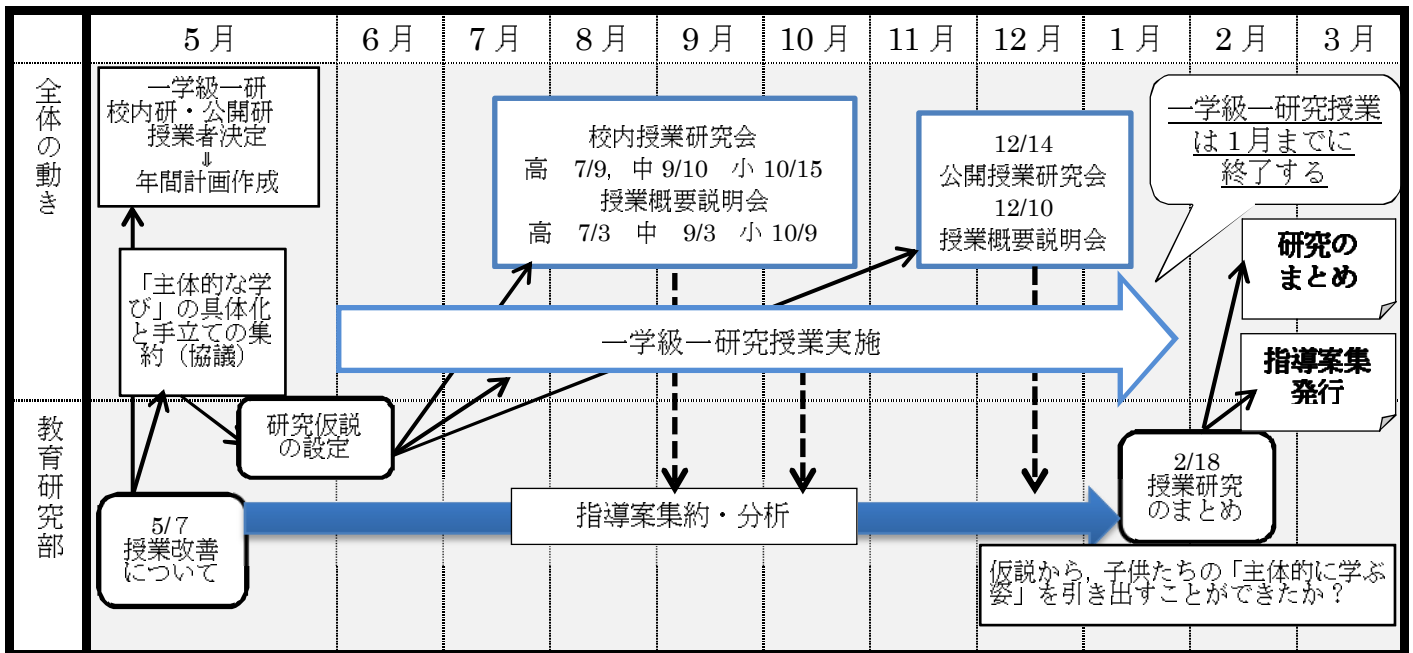 5月
6月
7月
8月
9月
10月
11月
12月
1月
2月
3月
全体の動き
一学級一研
校内研・公開研
授業者決定
⇓
年間計画作成
校内授業研究会
高 7/9, 中 9/10 小 10/15
授業概要説明会
高 7/3 中 9/3 小 10/9
12/14
公開授業研究会
12/10
授業概要説明会
一学級一研究授業
は1月までに
終了する
「主体的な学
び」の具体化
と手立ての集
約（協議）
研究の
まとめ
一学級一研究授業実施
指導案集
発行
教育研究部
研究仮説
の設定
5/7
授業改善
について
指導案集約・分析
2/18
授業研究
のまとめ
仮説から，子供たちの「主体的に学ぶ
姿」を引き出すことができたか？